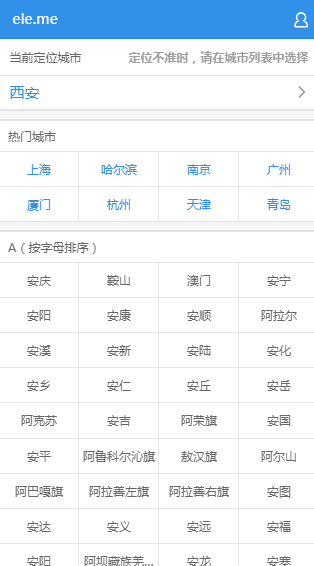 ele.me
当前定位城市 定位不准时，请在城市列表中选择
西安
热门城市
上海 哈尔滨 南京 广州
厦门 杭州 天津 青岛
A（按字母排序）
安庆 鞍山 澳门 安宁
安阳 安康 安顺 阿拉尔
安溪 安新 安陆 安化
安乡 安仁 安丘 安岳
阿克苏 安吉 阿荣旗 安国
安平 阿鲁科尔沁旗 敖汉旗 阿尔山
阿巴嘎旗 阿拉善左旗 阿拉善右旗 安图
安达 安义 安远 安福
安阳 阿坝藏族羌... 安龙 安塞